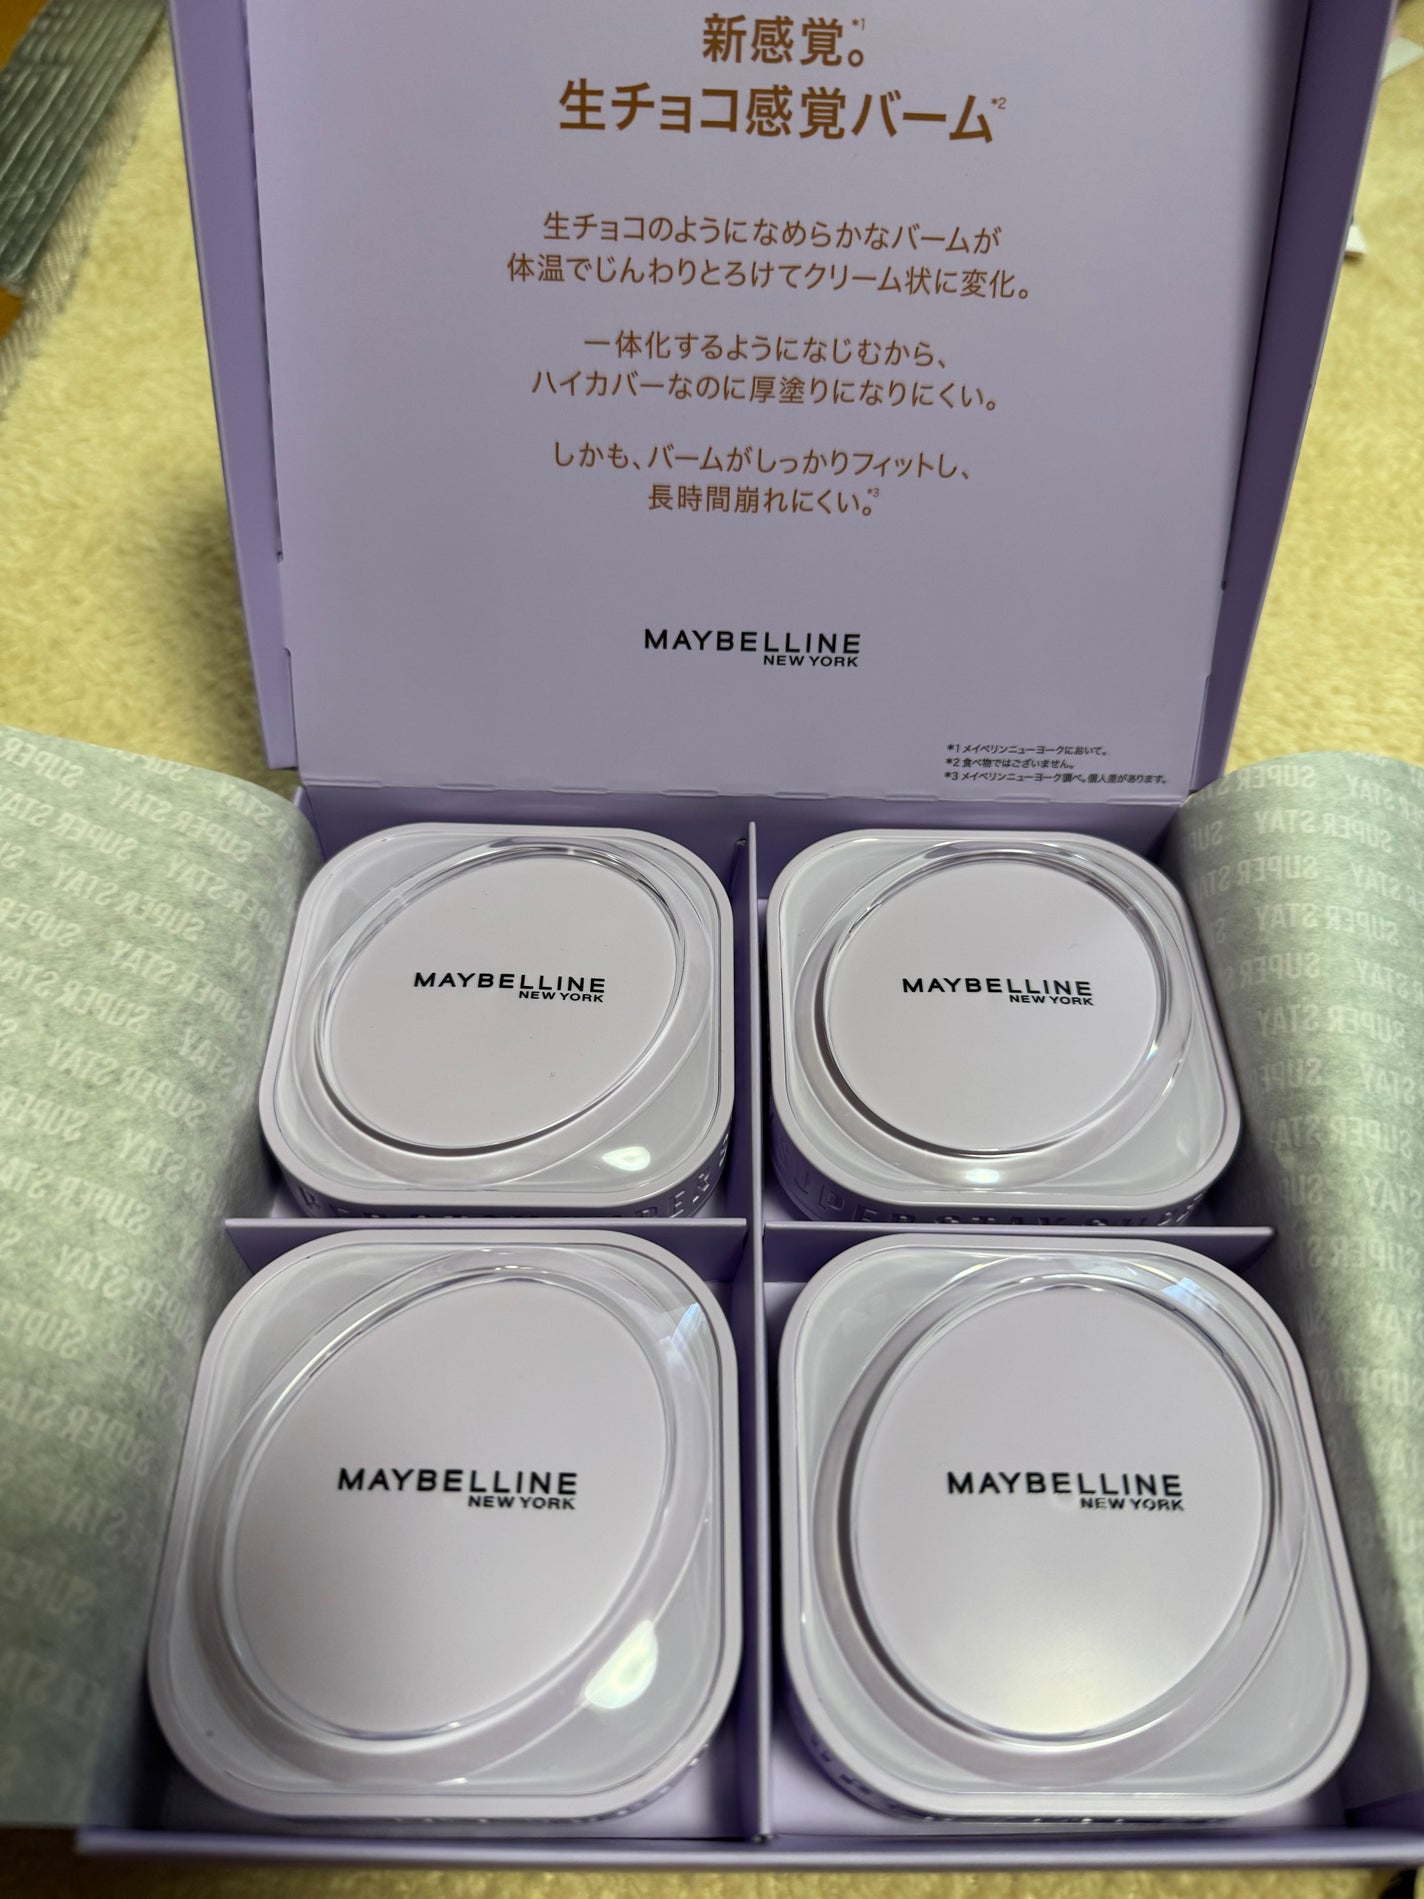 新感覚。*1
生チョコ感覚バーム*2
生チョコのようになめらかなバームが
体温でじんわりとろけてクリーム状に変化。
一体化するようになじむから、
ハイカバーなのに厚塗りになりにくい。
しかも、バームがしっかりフィットし、
長時間崩れにくい。*3
MAYBELLINE
NEW YORK
*1 メイベリンニューヨークにおいて。
*2 食べ物ではございません。
*3 メイベリンニューヨーク調べ。個人差があります。
MAYBELLINE
NEW YORK
MAYBELLINE
NEW YORK
MAYBELLINE
NEW YORK
MAYBELLINE
NEW YORK
SUPER STAY
SUPER STAY